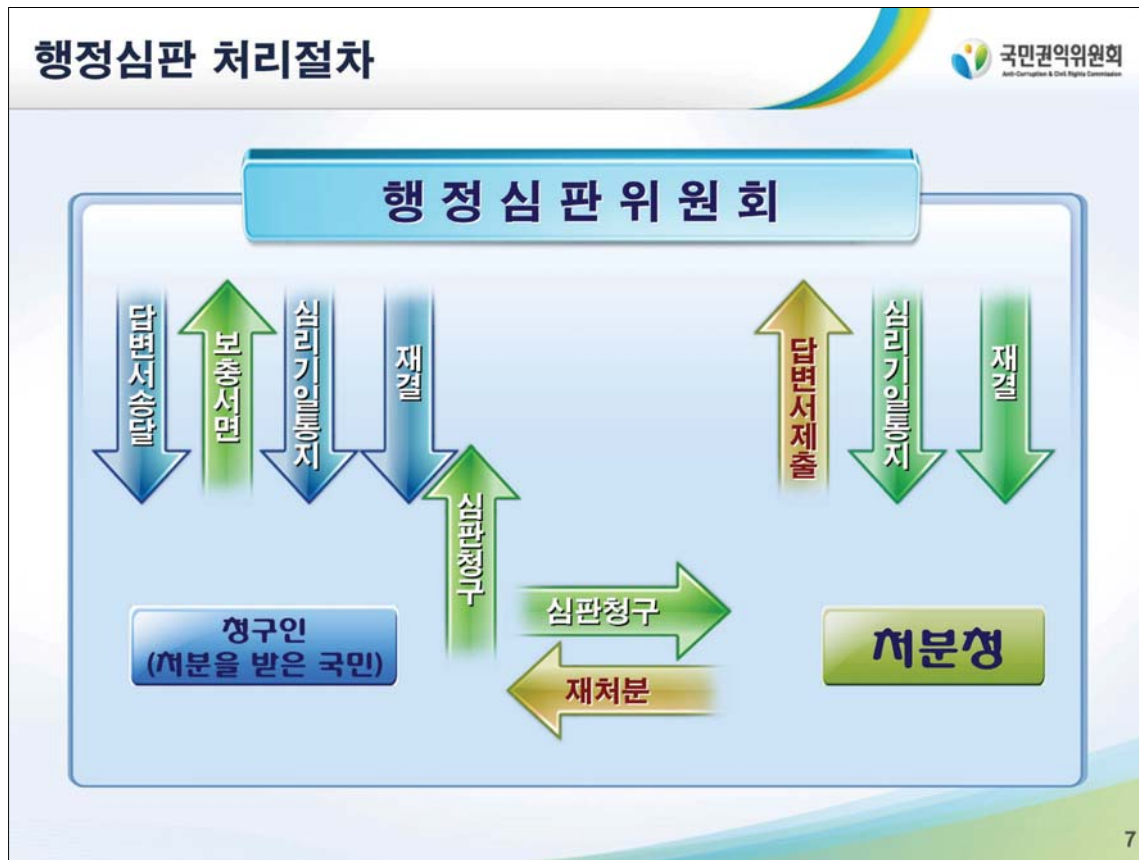 행정심판 처리절차
국민권익위원회
Anti-Corruption & Civil Rights Commission
행정심판위원회
답변서송달
보충서면
심리기일통지
재결
심판청구
답변서제출
심리기일통지
재결
심판청구
재처분
청구인
(처분을 받은 국민)
처분청
7